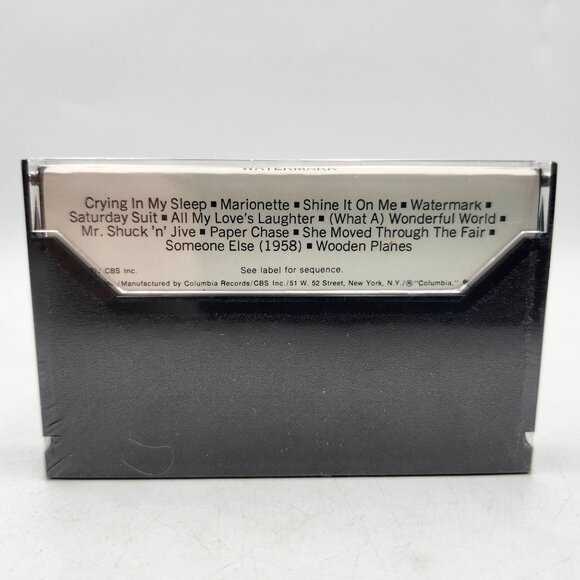 WATERMARK
Crying In My Sleep ▪ Marionette ▪ Shine It On Me ▪ Watermark ▪
Saturday Suit ▪ All My Love's Laughter ▪ (What A) Wonderful World ▪
Mr. Shuck 'n' Jive ▪ Paper Chase ▪ She Moved Through The Fair ▪
Someone Else (1958) ▪ Wooden Planes
CBS Inc. See label for sequence.
/Manufactured by Columbia Records/CBS Inc./51 W. 52 Street, New York, N.Y./® "Columbia,"